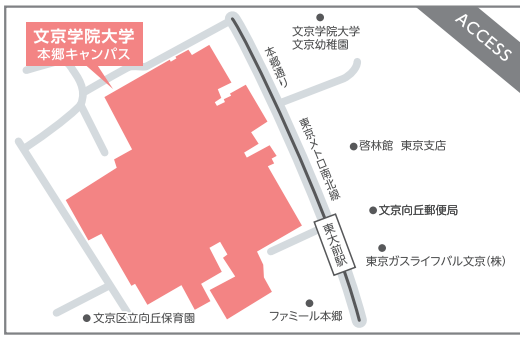 文京学院大学
本郷キャンパス
文京学院大学
文京幼稚園
ACCESS
本郷通り
東京メトロ南北線
啓林館 東京支店
文京向丘郵便局
東大前駅
東京ガスライフバル文京(株)
ファミール本郷
文京区立向丘保育園